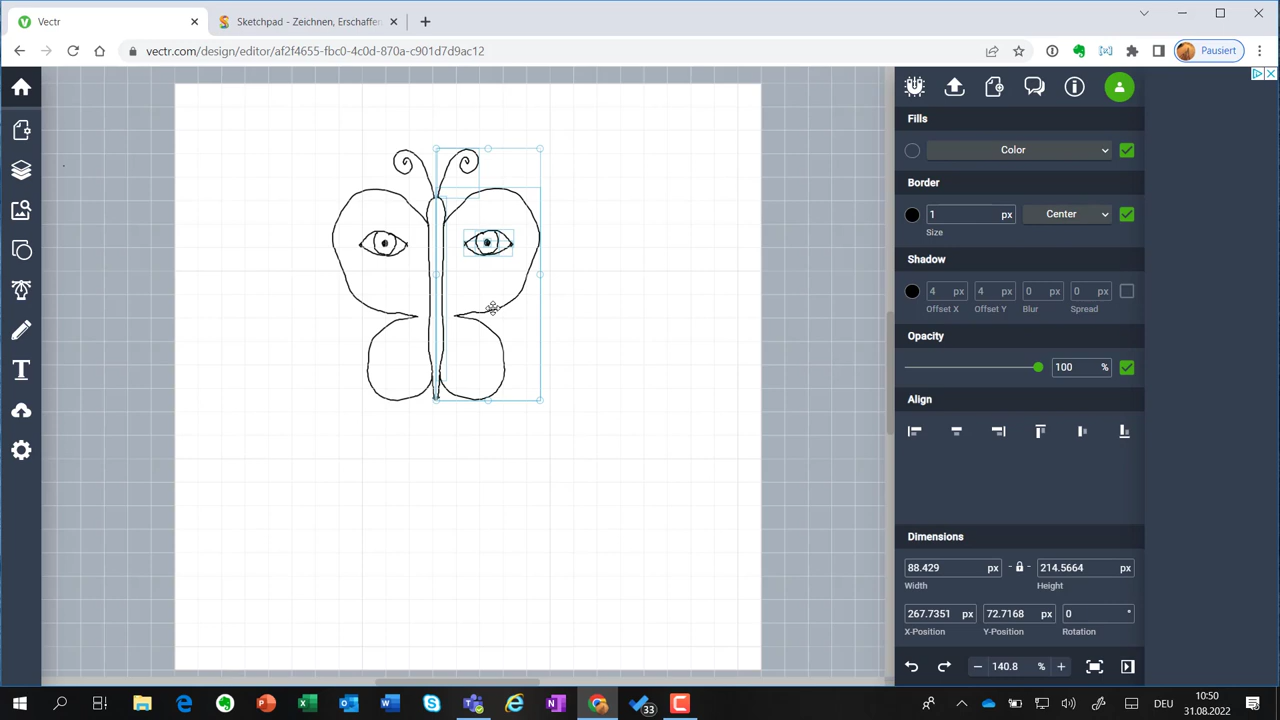 Vectr
Sketchpad - Zeichnen, Erschaffen
vectr.com/design/editor/af2f4655-fbc0-4c0d-870a-c901d7d9ac12
Pausiert
Fills
Color
Border
1 px
Center
Size
Shadow
4 px 4 px 0 px 0 px
Offset X Offset Y Blur Spread
Opacity
100 %
Align
Dimensions
88.429 px 214.5664 px
Width Height
267.7351 px 72.7168 px 0 °
X-Position Y-Position Rotation
140.8 %
33
DEU
10:50
31.08.2022